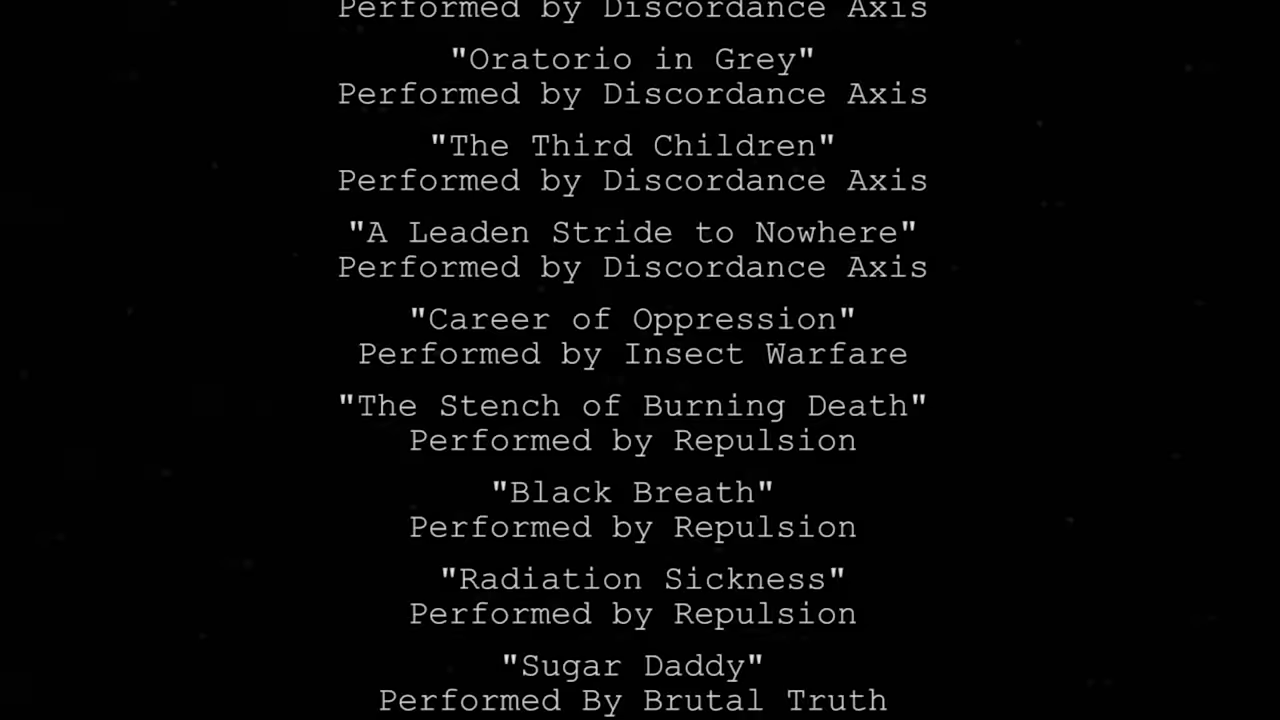 Performed by Discordance Axis
"Oratorio in Grey"
Performed by Discordance Axis
"The Third Children"
Performed by Discordance Axis
"A Leaden Stride to Nowhere"
Performed by Discordance Axis
"Career of Oppression"
Performed by Insect Warfare
"The Stench of Burning Death"
Performed by Repulsion
"Black Breath"
Performed by Repulsion
"Radiation Sickness"
Performed by Repulsion
"Sugar Daddy"
Performed By Brutal Truth